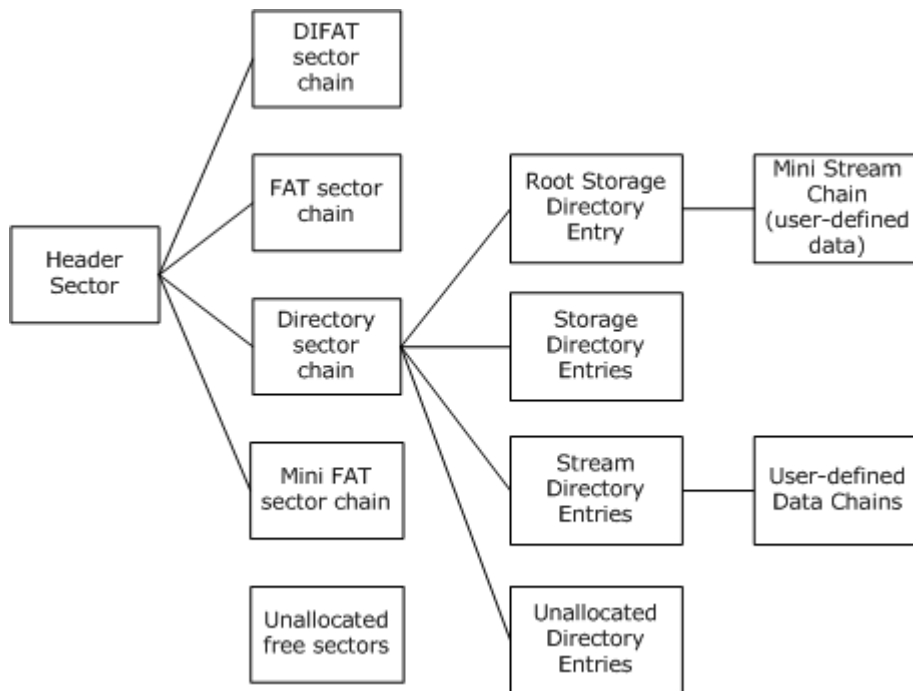 DIFAT
sector
chain
FAT sector
chain
Header
Sector
Directory
sector
chain
Mini FAT
sector chain
Unallocated
free sectors
Root Storage
Directory
Entry
Storage
Directory
Entries
Stream
Directory
Entries
Unallocated
Directory
Entries
Mini Stream
Chain
(user-defined
data)
User-defined
Data Chains